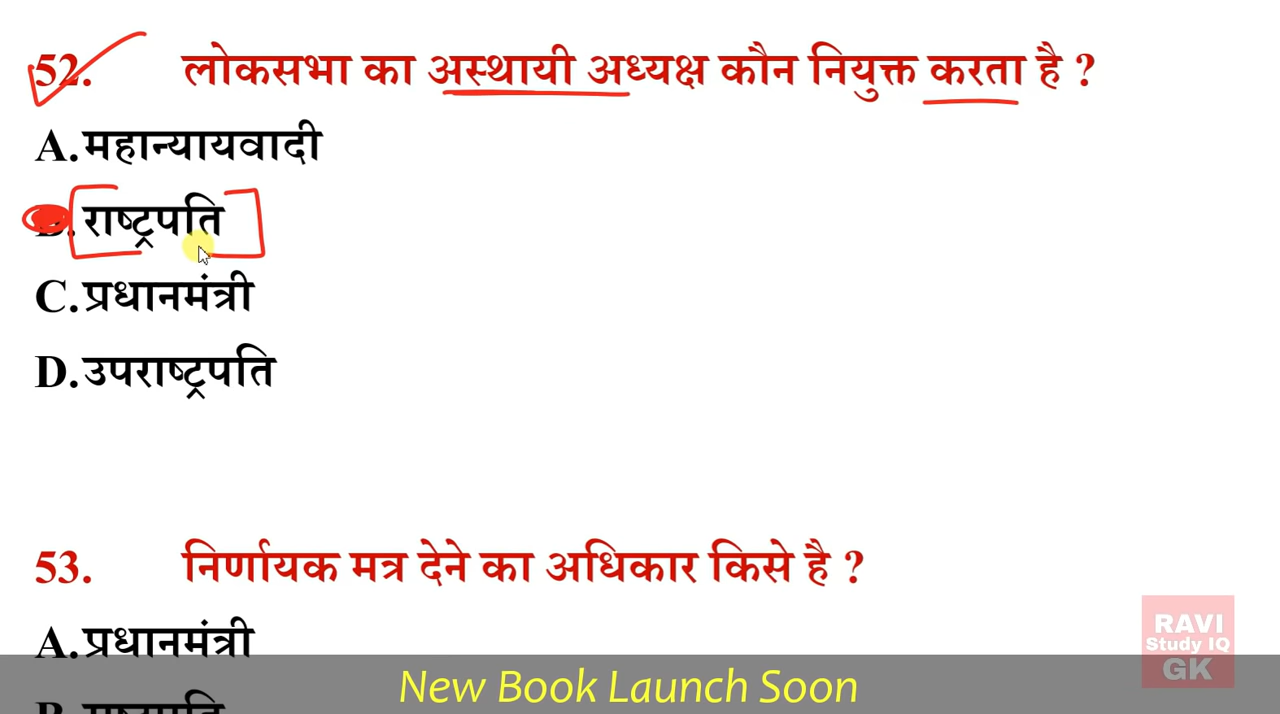 52. लोकसभा का अस्थायी अध्यक्ष कौन नियुक्त करता है ?
A. महान्यायवादी
B. राष्ट्रपति
C. प्रधानमंत्री
D. उपराष्ट्रपति
53. निर्णायक मत्र देने का अधिकार किसे है ?
A. प्रधानमंत्री
RAVI
Study IQ
GK
New Book Launch Soon